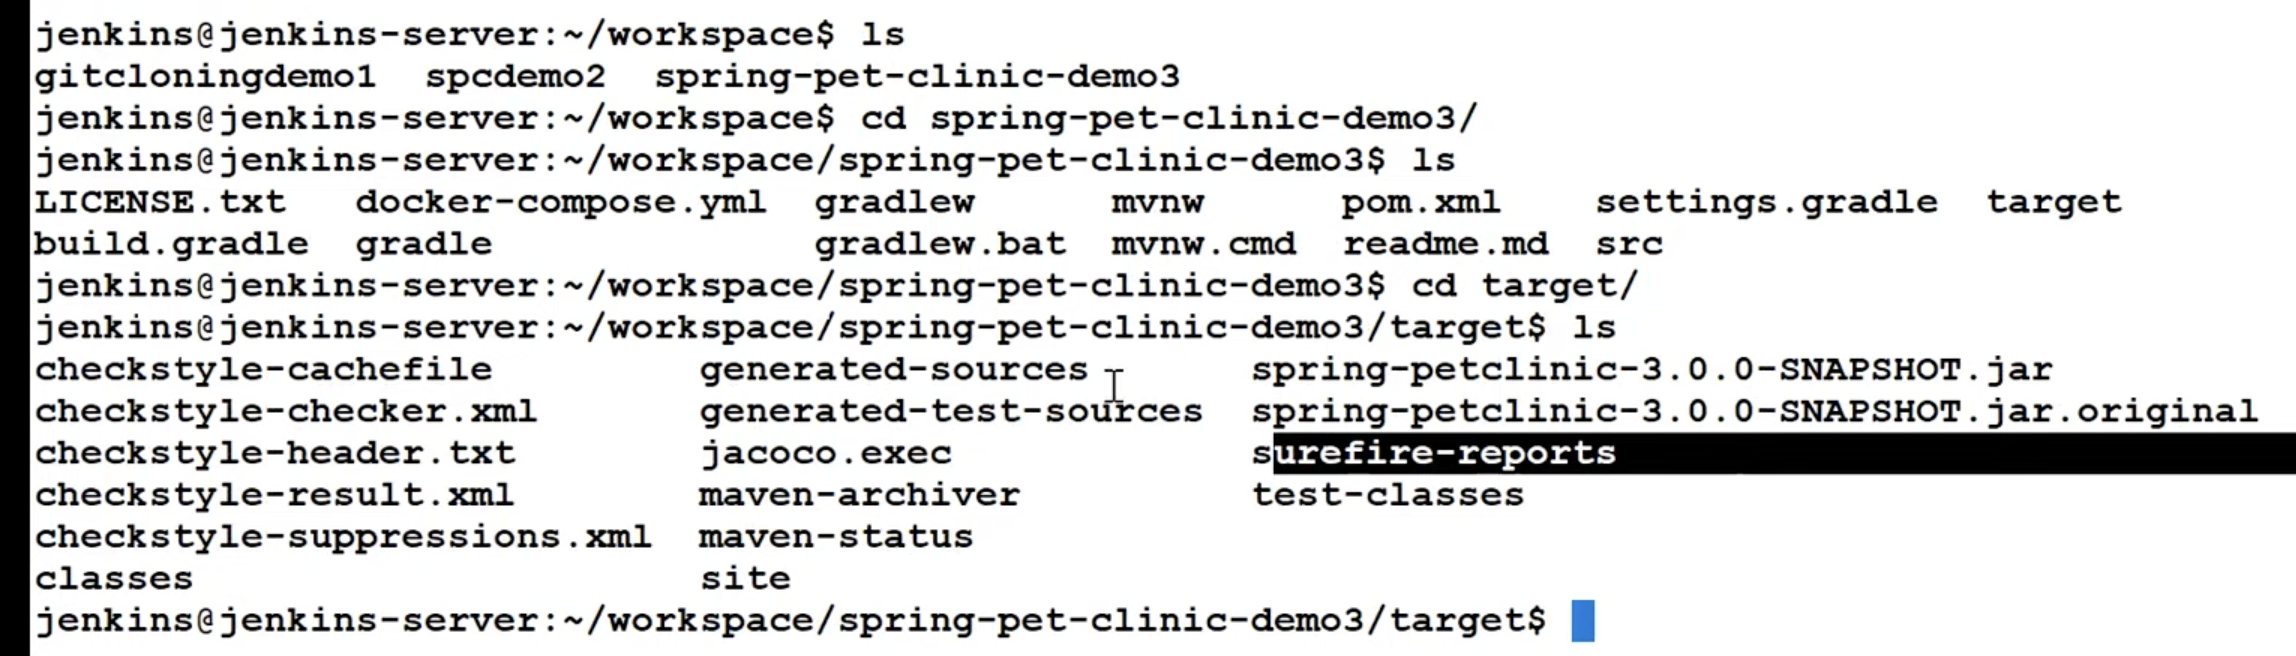 jenkins@jenkins-server:~/workspace$ ls
gitcloningdemo1  spcdemo2  spring-pet-clinic-demo3
jenkins@jenkins-server:~/workspace$ cd spring-pet-clinic-demo3/
jenkins@jenkins-server:~/workspace/spring-pet-clinic-demo3$ ls
LICENSE.txt   docker-compose.yml  gradlew      mvnw      pom.xml    settings.gradle  target
build.gradle  gradle              gradlew.bat  mvnw.cmd  readme.md  src
jenkins@jenkins-server:~/workspace/spring-pet-clinic-demo3$ cd target/
jenkins@jenkins-server:~/workspace/spring-pet-clinic-demo3/target$ ls
checkstyle-cachefile         generated-sources       spring-petclinic-3.0.0-SNAPSHOT.jar
checkstyle-checker.xml       generated-test-sources  spring-petclinic-3.0.0-SNAPSHOT.jar.original
checkstyle-header.txt        jacoco.exec             surefire-reports
checkstyle-result.xml        maven-archiver          test-classes
checkstyle-suppressions.xml  maven-status
classes                      site
jenkins@jenkins-server:~/workspace/spring-pet-clinic-demo3/target$